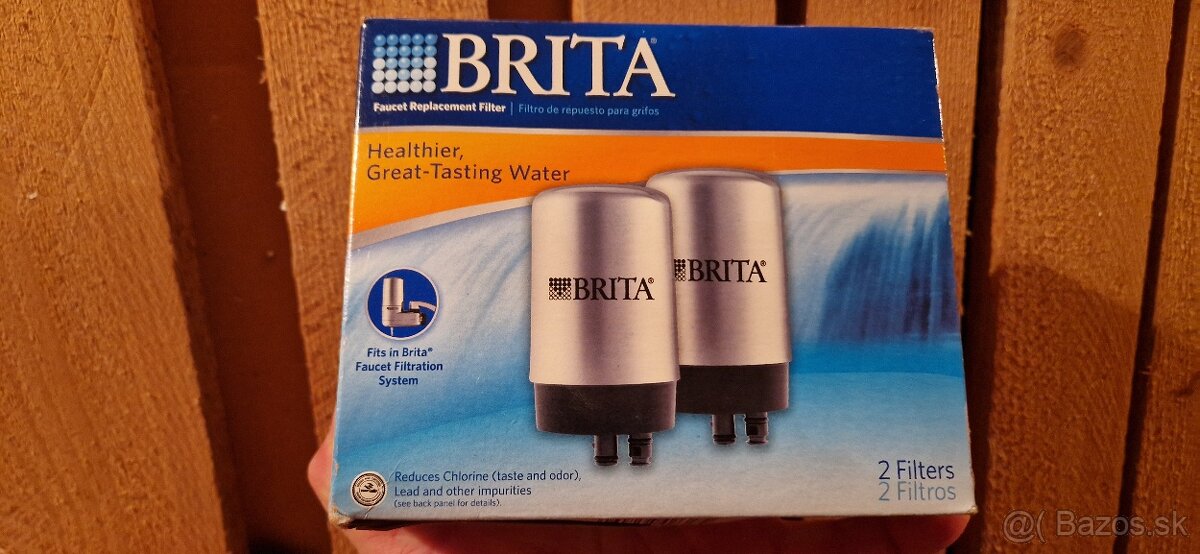 BRITA®
Faucet Replacement Filter | Filtro de repuesto para grifos
Healthier,
Great-Tasting Water
BRITA®
BRITA®
Fits in Brita®
Faucet Filtration
System
Reduces Chlorine (taste and odor),
Lead and other impurities
(see back panel for details).
2 Filters
2 Filtros
@( Bazos.sk